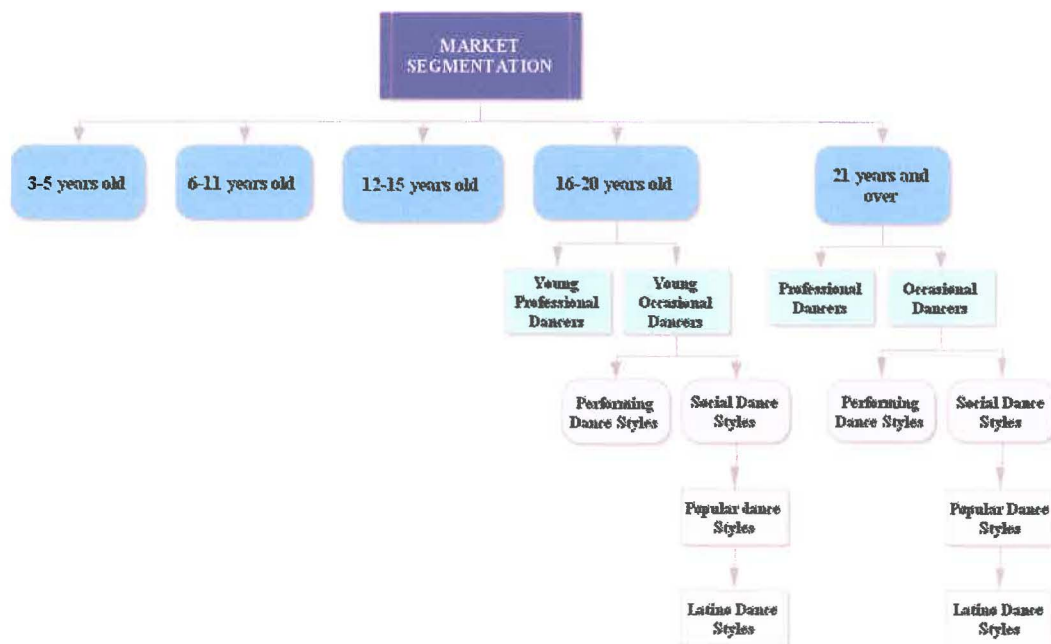 MARKET
SEGMENTATION
3-5 years old
6-11 years old
12-15 years old
16-20 years old
21 years and
over
Young
Professional
Dancers
Young
Occasional
Dancers
Professional
Dancers
Occasional
Dancers
Performing
Dance Styles
Social Dance
Styles
Performing
Dance Styles
Social Dance
Styles
Popular dance
Styles
Popular Dance
Styles
Latino Dance
Styles
Latino Dance
Styles